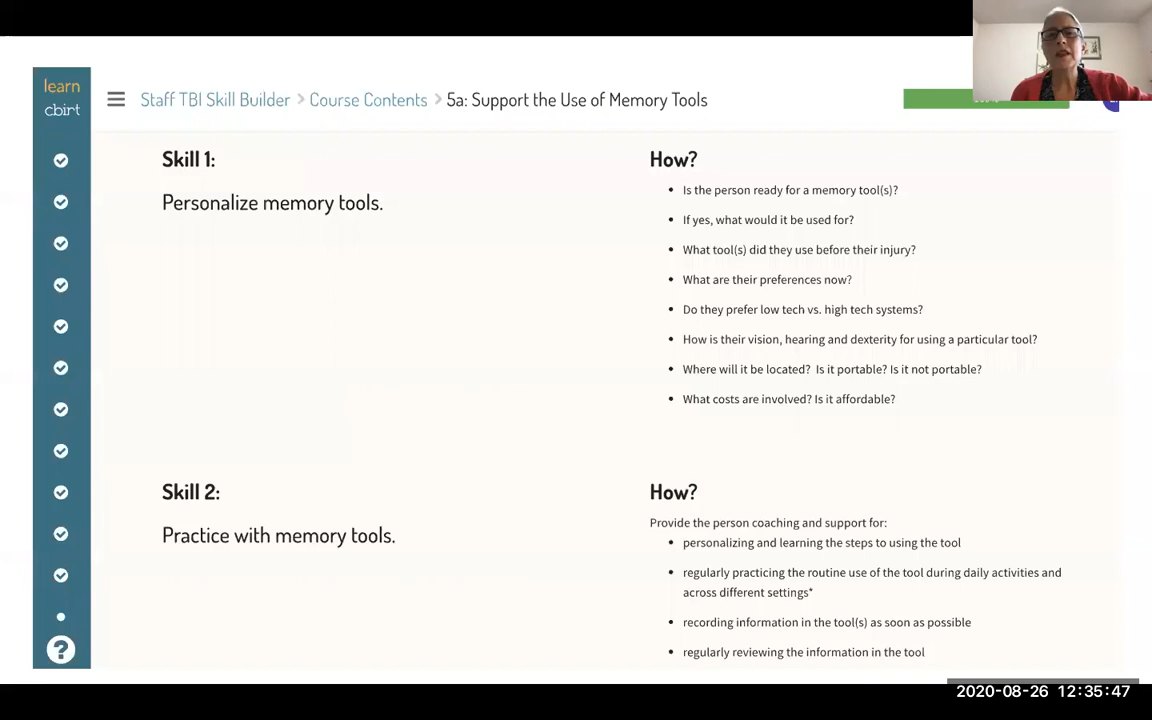 learn
cbirt
Staff TBI Skill Builder > Course Contents > 5a: Support the Use of Memory Tools
Skill 1:
Personalize memory tools.
How?
• Is the person ready for a memory tool(s)?
• If yes, what would it be used for?
• What tool(s) did they use before their injury?
• What are their preferences now?
• Do they prefer low tech vs. high tech systems?
• How is their vision, hearing and dexterity for using a particular tool?
• Where will it be located? Is it portable? Is it not portable?
• What costs are involved? Is it affordable?
Skill 2:
Practice with memory tools.
How?
Provide the person coaching and support for:
• personalizing and learning the steps to using the tool
• regularly practicing the routine use of the tool during daily activities and
across different settings*
• recording information in the tool(s) as soon as possible
• regularly reviewing the information in the tool
?
2020-08-26 12:35:47